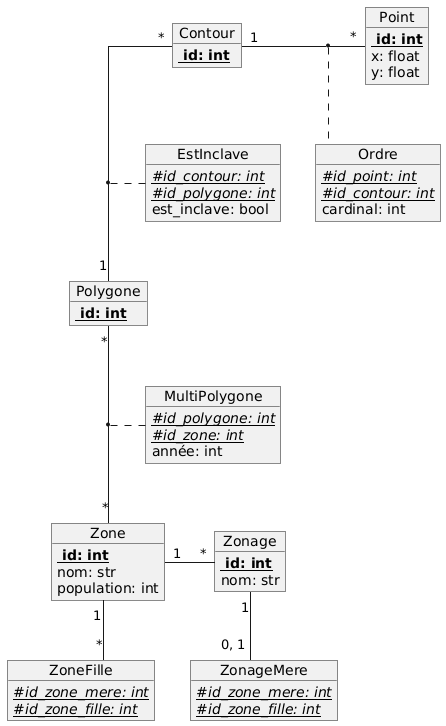 Point
id: int
x: float
y: float
Contour
id: int
*
1
*
EstInclave
#id_contour: int
#id_polygone: int
est_inclave: bool
Ordre
#id_point: int
#id_contour: int
cardinal: int
1
Polygone
id: int
*
MultiPolygone
#id_polygone: int
#id_zone: int
année: int
*
Zone
id: int
nom: str
population: int
1
*
Zonage
id: int
nom: str
1
*
1
0, 1
ZoneFille
#id_zone_mere: int
#id_zone_fille: int
ZonageMere
#id_zone_mere: int
#id_zone_fille: int